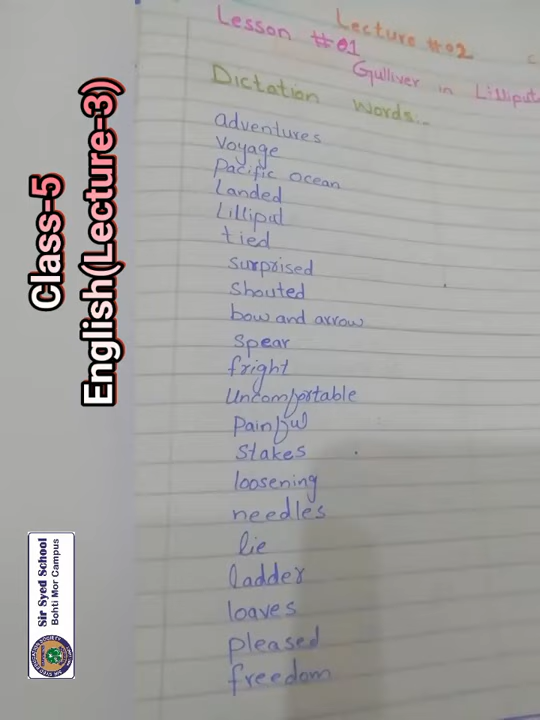 Lecture #02
Lesson #01
Gulliver in Lilliput
Dictation Words:-
adventures
Voyage
Pacific Ocean
Landed
Lilliput
tied
surprised
Shouted
bow and arrow
Spear
fright
Uncomfortable
Painful
Stakes
loosening
needles
lie
ladder
loaves
pleased
freedom
Class-5
English(Lecture-3)
Sir Syed School
Bohti Mor Campus